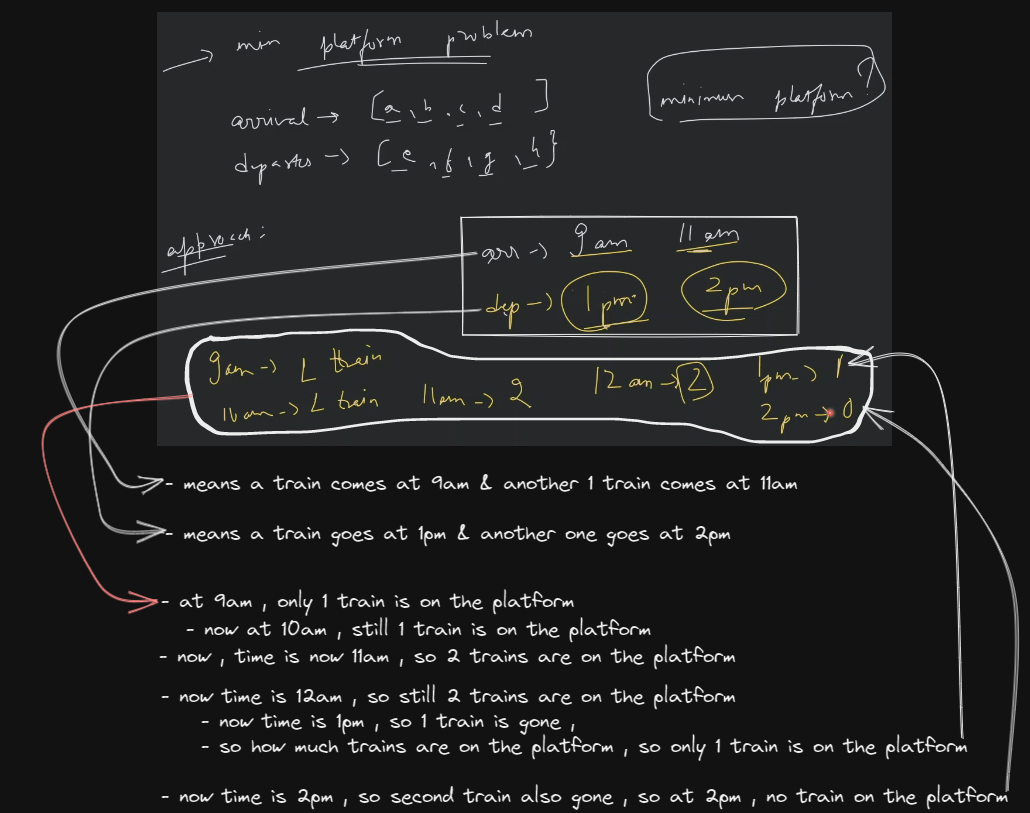 → min platform problem
minimum platform?
arrival → [a, b, c, d]
departes → [e, f, g, h}
approach:
arr → 9am 11am
dep → 1pm 2pm
9am → 1 train
10am → 1 train 11am → 2 12am → 2 1pm → 1
2pm → 0
- means a train comes at 9am & another 1 train comes at 11am
- means a train goes at 1pm & another one goes at 2pm
- at 9am , only 1 train is on the platform
- now at 10am , still 1 train is on the platform
- now , time is now 11am , so 2 trains are on the platform
- now time is 12am , so still 2 trains are on the platform
- now time is 1pm , so 1 train is gone ,
- so how much trains are on the platform , so only 1 train is on the platform
- now time is 2pm , so second train also gone , so at 2pm , no train on the platform